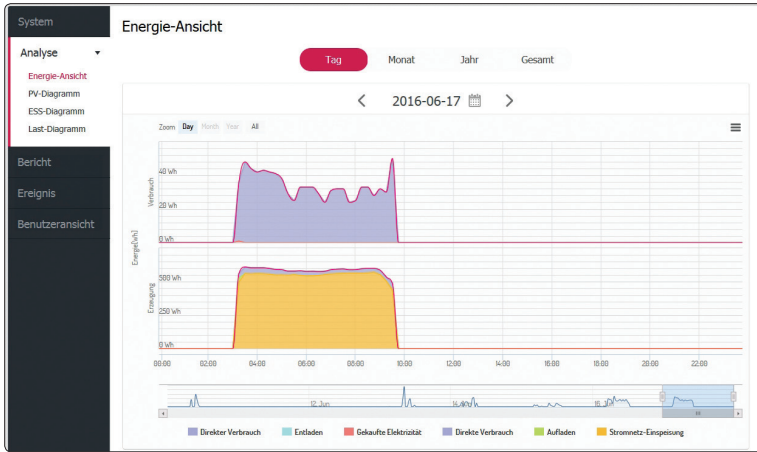 System
Energie-Ansicht
Analyse
Energie-Ansicht
PV-Diagramm
ESS-Diagramm
Last-Diagramm
Bericht
Ereignis
Benutzeransicht
Tag Monat Jahr Gesamt
2016-06-17
Zoom Day Month Year All
Energie[Wh]
Verbrauch
40 Wh
20 Wh
0 Wh
Erzeugung
500 Wh
250 Wh
0 Wh
00:00 02:00 04:00 06:00 08:00 10:00 12:00 14:00 16:00 18:00 20:00 22:00
12. Jun 16.
Direkter Verbrauch Entladen Gekaufte Elektrizität Direkte Verbrauch Aufladen Stromnetz-Einspeisung